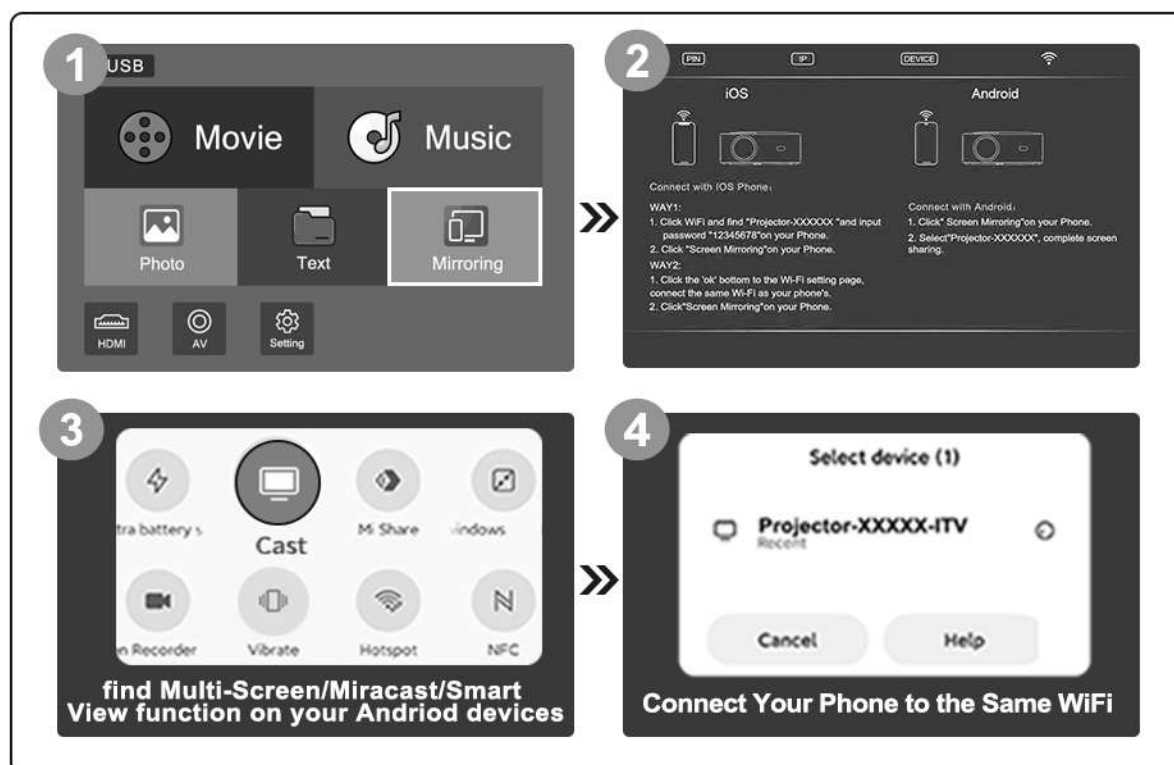 1
USB
Movie
Music
Photo
Text
Mirroring
HDMI
AV
Setting
2
PIN
IP
DEVICE
iOS
Connect with IOS Phone:
WAY1:
1. Click WiFi and find "Projector-XXXXXX "and input
password "12345678"on your Phone.
2. Click "Screen Mirroring"on your Phone.
WAY2:
1. Click the 'ok' bottom to the Wi-Fi setting page,
connect the same Wi-Fi as your phone's.
2. Click"Screen Mirroring"on your Phone.
Android
Connect with Android:
1. Click" Screen Mirroring"on your Phone.
2. Select"Projector-XXXXXX", complete screen
sharing.
3
tra battery s
Cast
Mi Share
indows
n Recorder
Vibrate
Hotspot
NFC
find Multi-Screen/Miracast/Smart
View function on your Andriod devices
4
Select device (1)
Projector-XXXXX-ITV
Recent
Cancel
Help
Connect Your Phone to the Same WiFi